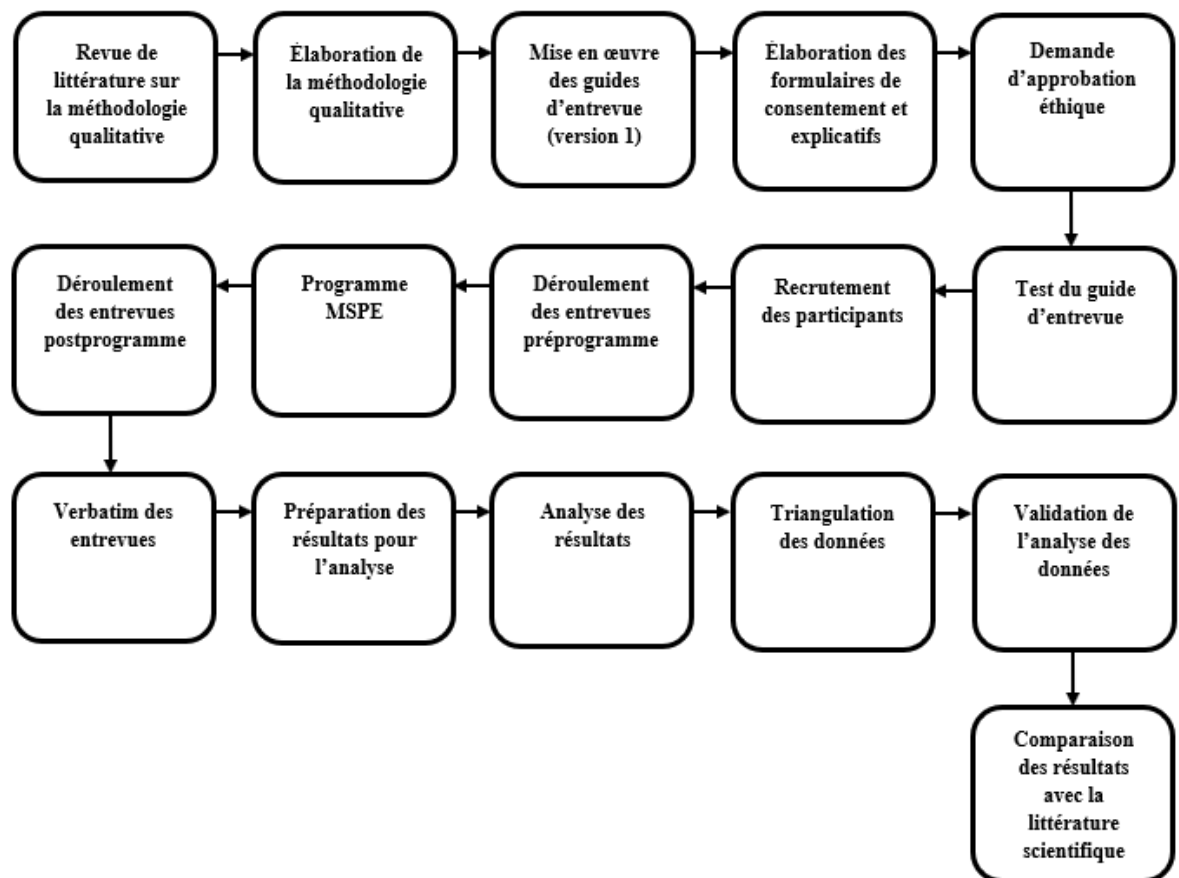 Revue de
littérature sur
la méthodologie
qualitative
Élaboration de
la méthodologie
qualitative
Mise en œuvre
des guides
d’entrevue
(version 1)
Élaboration des
formulaires de
consentement et
explicatifs
Demande
d’approbation
éthique
Test du guide
d’entrevue
Recrutement
des participants
Déroulement
des entrevues
préprogramme
Programme
MSPE
Déroulement
des entrevues
postprogramme
Verbatim des
entrevues
Préparation des
résultats pour
l’analyse
Analyse des
résultats
Triangulation
des données
Validation de
l’analyse des
données
Comparaison
des résultats
avec la
littérature
scientifique